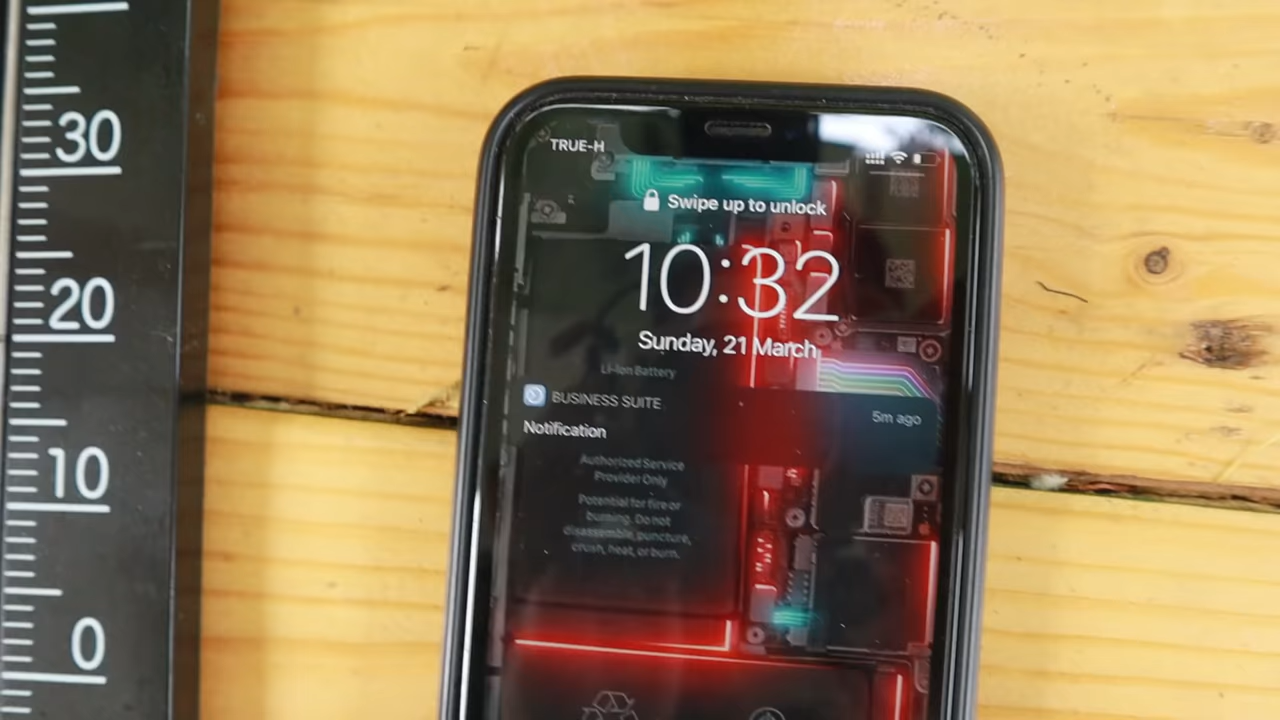 30
20
10
0
TRUE-H
Swipe up to unlock
10:32
Sunday, 21 March
Li-Ion Battery
BUSINESS SUITE
5m ago
Notification
Authorized Service
Provider Only
Potential for fire or
burning. Do not
disassemble, puncture,
crush, heat, or burn.